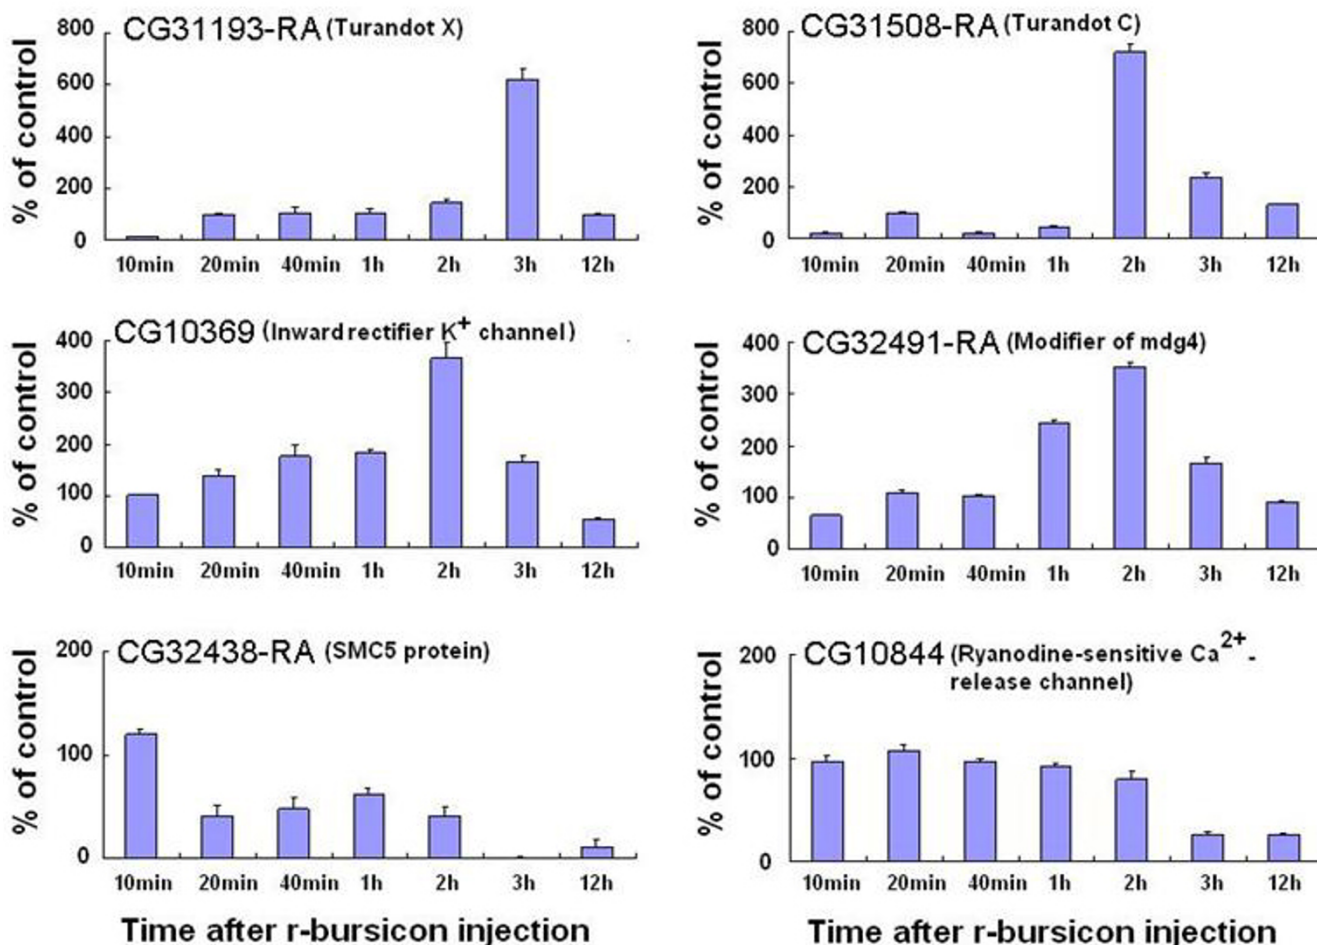 CG31193-RA (Turandot X)
% of control
800
600
400
200
0
10min 20min 40min 1h 2h 3h 12h
CG31508-RA (Turandot C)
% of control
800
600
400
200
0
10min 20min 40min 1h 2h 3h 12h
CG10369 (Inward rectifier K+ channel)
% of control
400
300
200
100
0
10min 20min 40min 1h 2h 3h 12h
CG32491-RA (Modifier of mdg4)
% of control
400
300
200
100
0
10min 20min 40min 1h 2h 3h 12h
CG32438-RA (SMC5 protein)
% of control
200
100
0
10min 20min 40min 1h 2h 3h 12h
Time after r-bursicon injection
CG10844 (Ryanodine-sensitive Ca2+-
release channel)
% of control
200
100
0
10min 20min 40min 1h 2h 3h 12h
Time after r-bursicon injection